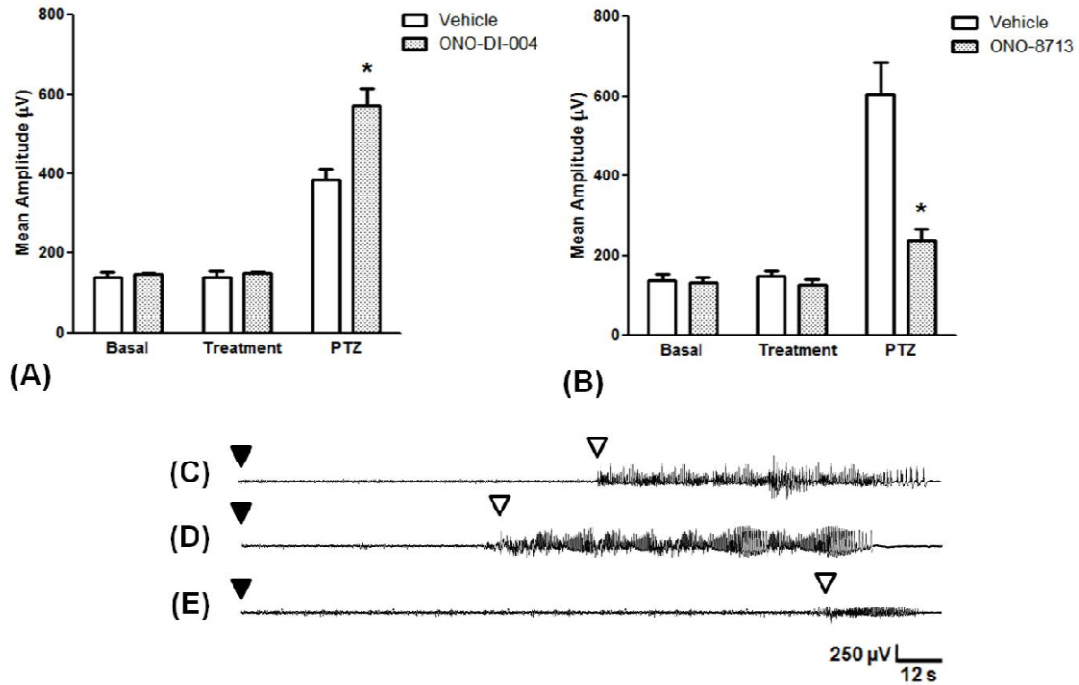 Vehicle
ONO-DI-004
Mean Amplitude (µV)
800
600
400
200
0
*
Basal Treatment PTZ
(A)
Vehicle
ONO-8713
Mean Amplitude (µV)
800
600
400
200
0
*
Basal Treatment PTZ
(B)
(C)
(D)
(E)
250 µV
12 s